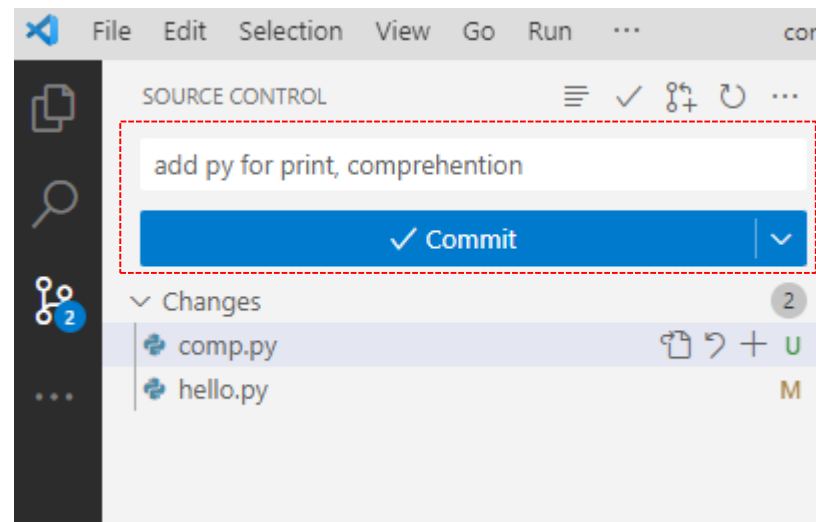 File Edit Selection View Go Run ··· cor
SOURCE CONTROL
add py for print, comprehention
Commit
Changes 2
2
comp.py U
hello.py M